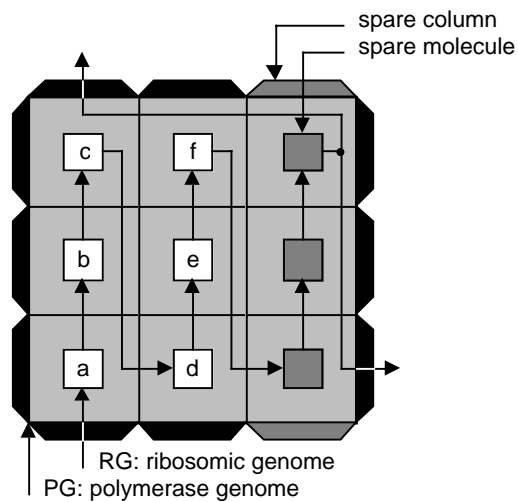 spare column
spare molecule
c f
b e
a d
RG: ribosomic genome
PG: polymerase genome